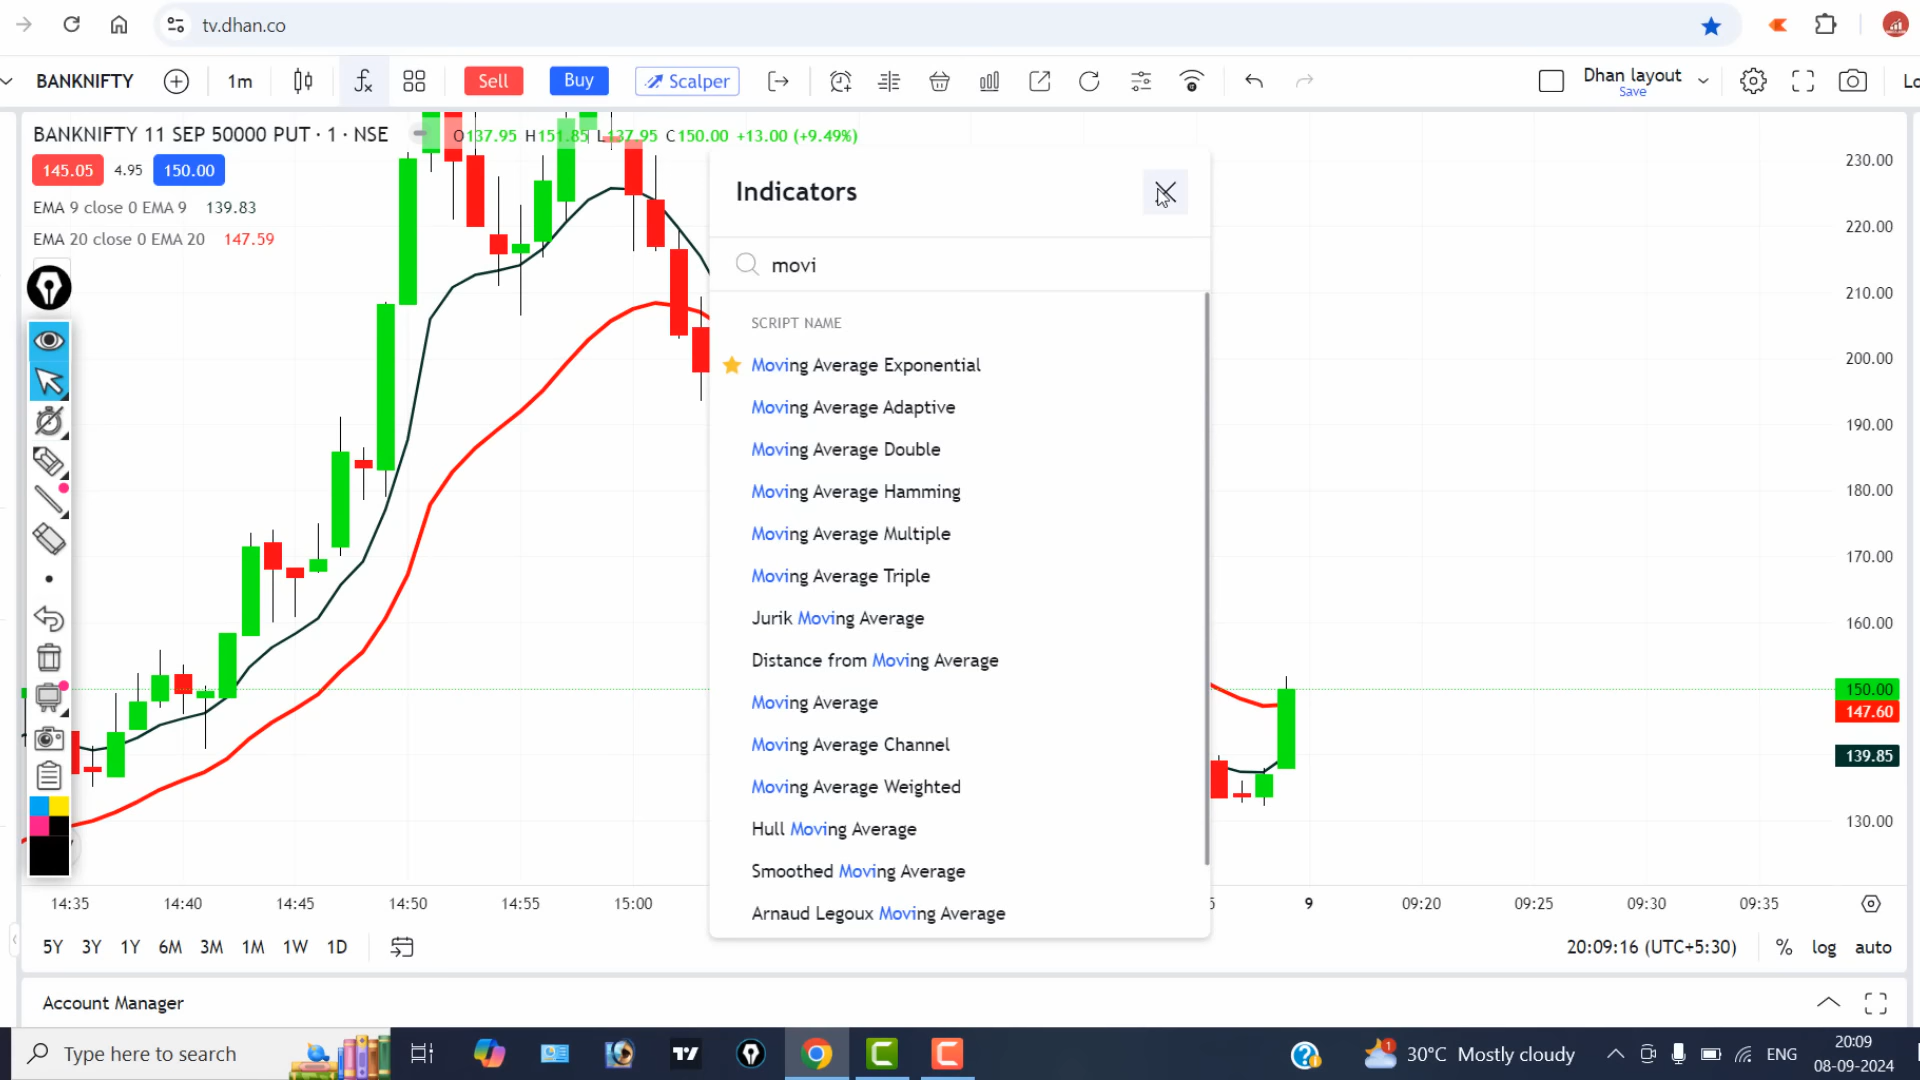 tv.dhan.co
BANKNIFTY
1m
Sell
Buy
Scalper
Dhan layout
Save
BANKNIFTY 11 SEP 50000 PUT · 1 · NSE
O137.95 H151.85 L137.95 C150.00 +13.00 (+9.49%)
145.05
4.95
150.00
EMA 9 close 0 EMA 9 139.83
EMA 20 close 0 EMA 20 147.59
Indicators
movi
SCRIPT NAME
Moving Average Exponential
Moving Average Adaptive
Moving Average Double
Moving Average Hamming
Moving Average Multiple
Moving Average Triple
Jurik Moving Average
Distance from Moving Average
Moving Average
Moving Average Channel
Moving Average Weighted
Hull Moving Average
Smoothed Moving Average
Arnaud Legoux Moving Average
230.00
220.00
210.00
200.00
190.00
180.00
170.00
160.00
150.00
147.60
139.85
130.00
14:35
14:40
14:45
14:50
14:55
15:00
9
09:20
09:25
09:30
09:35
5Y 3Y 1Y 6M 3M 1M 1W 1D
20:09:16 (UTC+5:30)
% log auto
Account Manager
Type here to search
30°C Mostly cloudy
ENG
20:09
08-09-2024